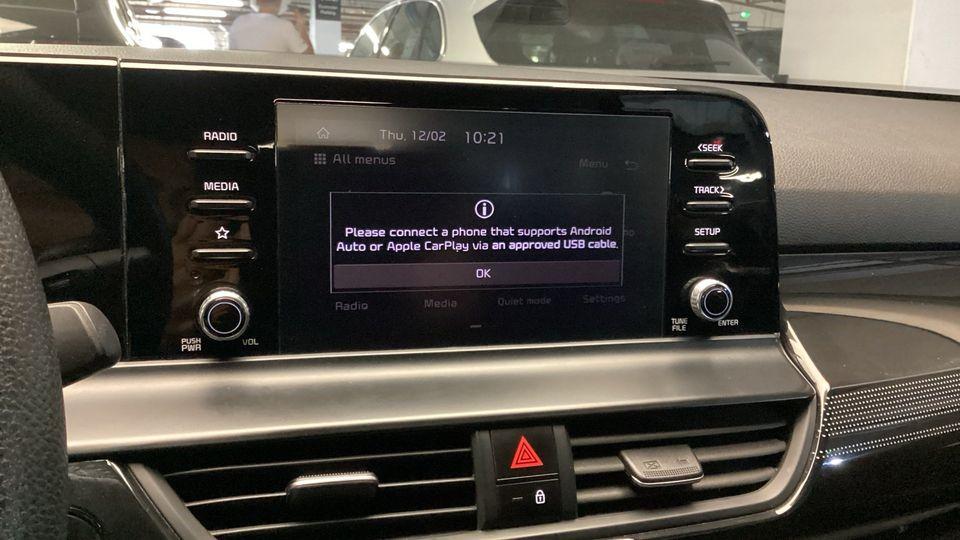 RADIO
MEDIA
PUSH
PWR
VOL
Thu, 12/02 10:21
All menus
Menu
Please connect a phone that supports Android
Auto or Apple CarPlay via an approved USB cable.
OK
Radio
Media
Quiet mode
Settings
<SEEK
TRACK>
SETUP
TUNE
FILE
ENTER